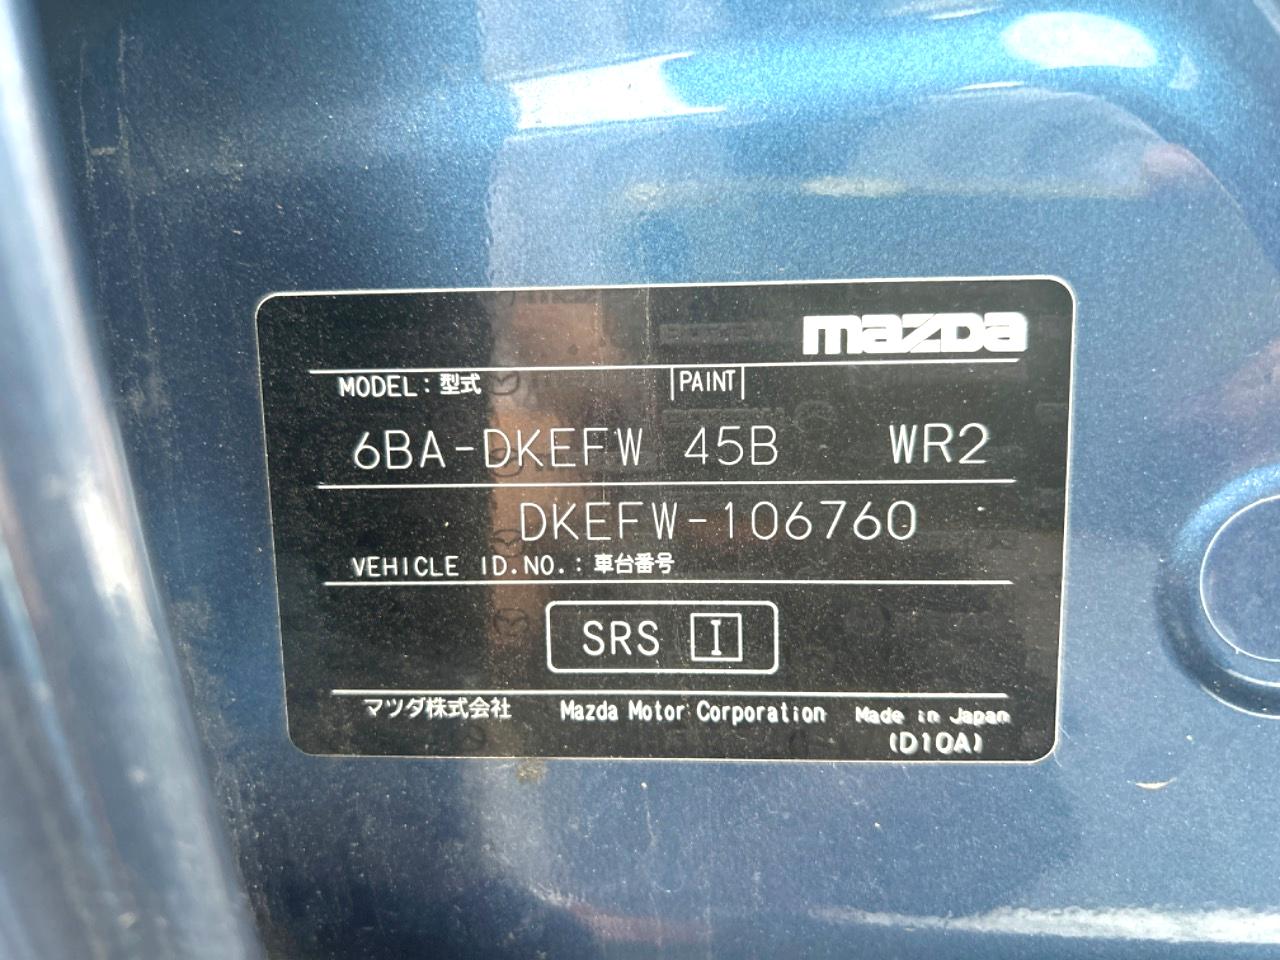 mazda
MODEL : 型式 PAINT
6BA-DKEFW 45B WR2
DKEFW-106760
VEHICLE ID.NO. : 車台番号
SRS I
マツダ株式会社 Mazda Motor Corporation Made in Japan
(D10A)